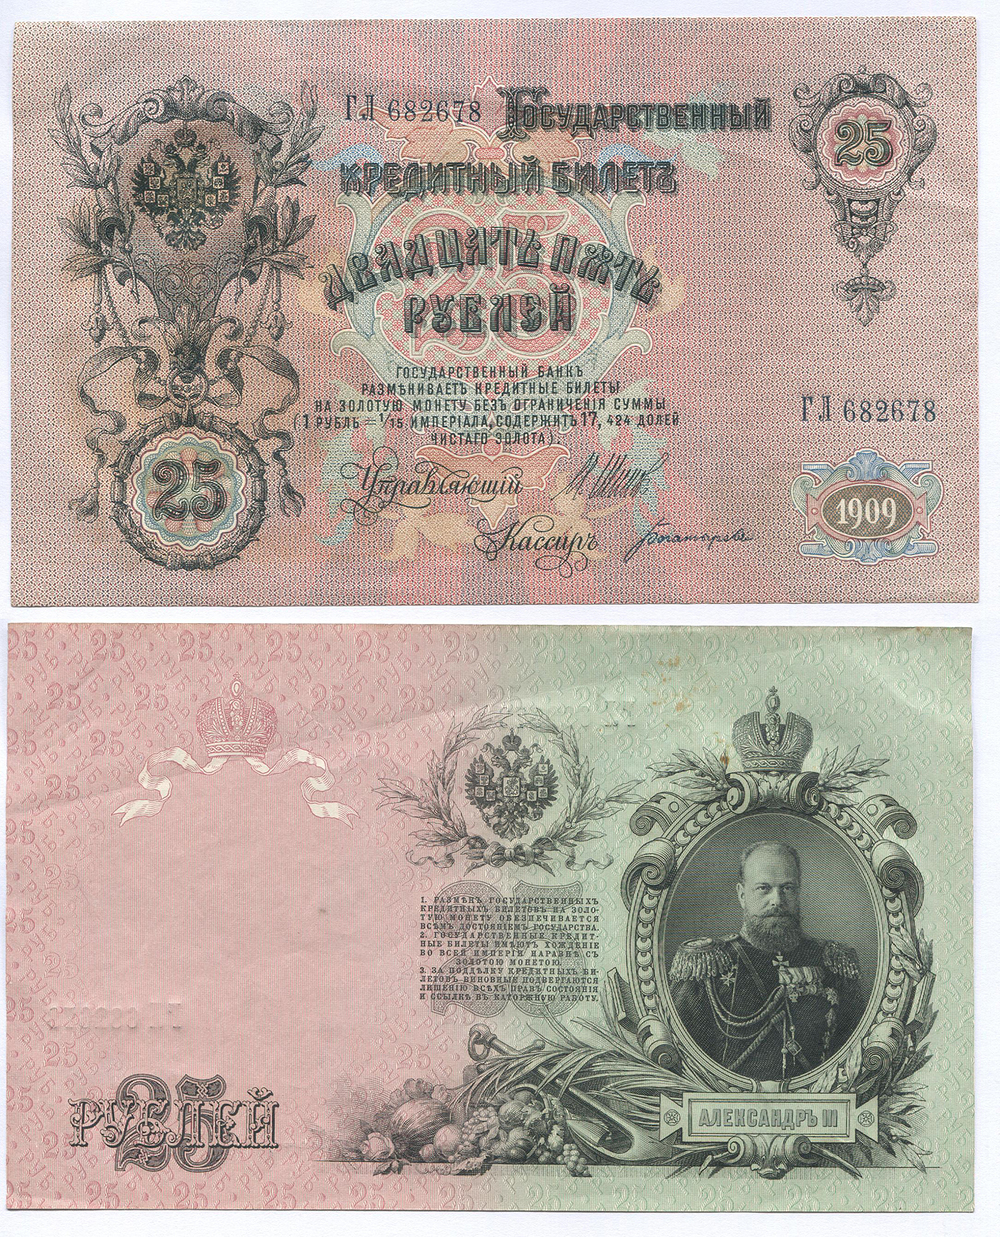 ГЛ 682678 Государственный
25
Кредитный Билетъ
25
Двадцать пять
рублей
Государственный Банкъ
размѣниваетъ кредитные билеты
на золотую монету безъ ограниченія суммы
(1 рубль = 1/15 имперіала, содержитъ 17, 424 долей
чистаго золота).
ГЛ 682678
25
Управляющій
Кассиръ
1909
1. Размѣнъ государственныхъ
кредитныхъ билетовъ на золо-
тую монету обезпечивается
всѣмъ достояніемъ государства.
2. Государственные кредит-
ные билеты имѣютъ хожденіе
во всей имперіи наравнѣ съ
золотою монетою.
3. За поддѣлку кредитныхъ би-
летовъ виновные подвергаются
лишенію всѣхъ правъ состоянія
и ссылкѣ въ каторжную работу.
25
рублей
Александръ III